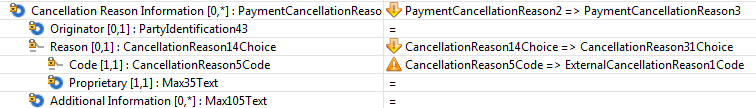 Cancellation Reason Information [0,*] : PaymentCancellationReaso PaymentCancellationReason2 => PaymentCancellationReason3
Originator [0,1] : PartyIdentification43 =
Reason [0,1] : CancellationReason14Choice CancellationReason14Choice => CancellationReason31Choice
Code [1,1] : CancellationReason5Code CancellationReason5Code => ExternalCancellationReason1Code
Proprietary [1,1] : Max35Text =
Additional Information [0,*] : Max105Text =